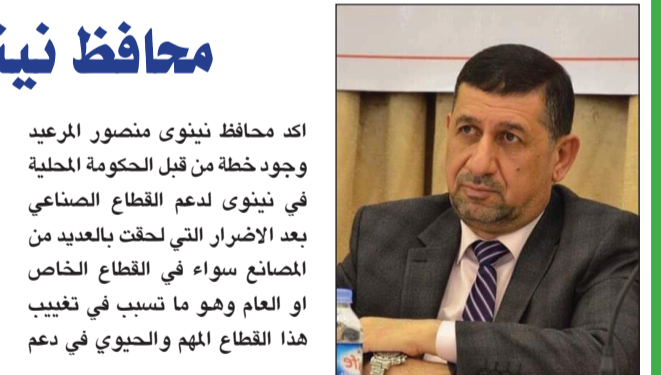 محافظ
اكد محافظ نينوى منصور المرعيد
وجود خطة من قبل الحكومة المحلية
في نينوى لدعم القطاع الصناعي
بعد الاضرار التي لحقت بالعديد من
المصانع سواء في القطاع الخاص
او العام وهو ما تسبب في تغييب
هذا القطاع المهم والحيوي في دعم